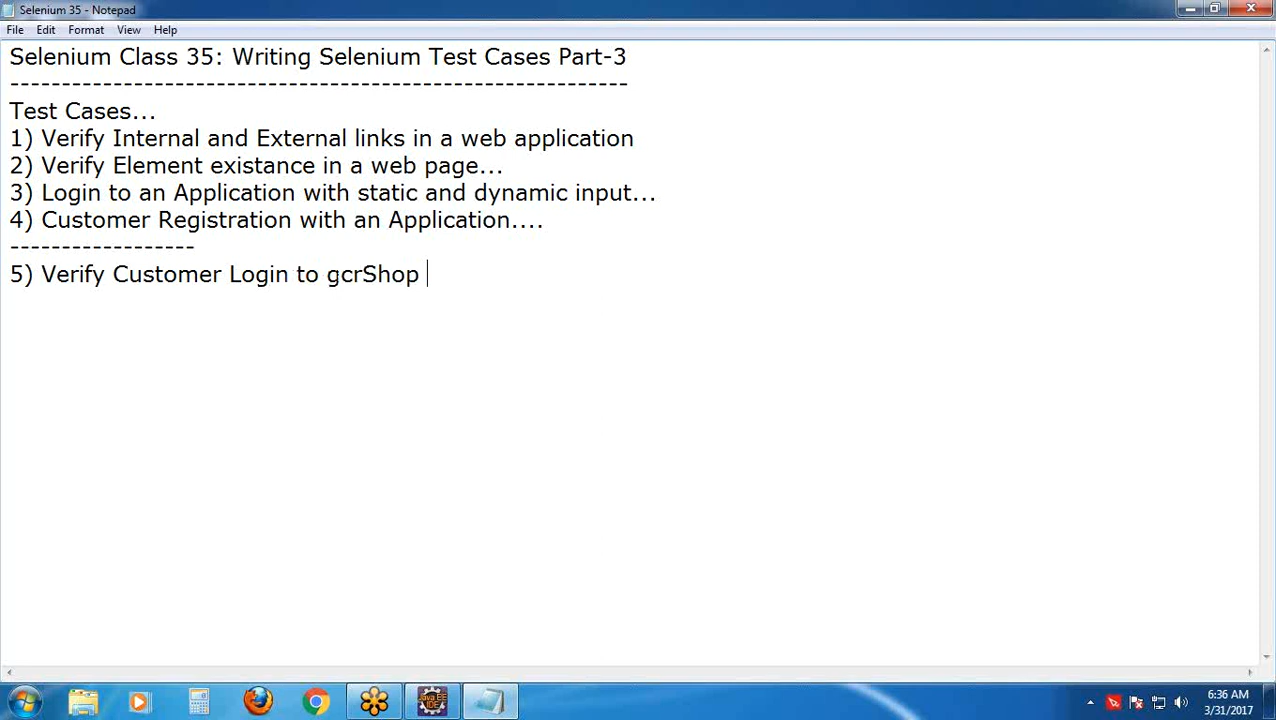 Selenium 35 - Notepad
File Edit Format View Help
Selenium Class 35: Writing Selenium Test Cases Part-3
-----------------------------------------------------------
Test Cases...
1) Verify Internal and External links in a web application
2) Verify Element existance in a web page...
3) Login to an Application with static and dynamic input...
4) Customer Registration with an Application....
------------------
5) Verify Customer Login to gcrShop
Java EE
IDE
6:36 AM
3/31/2017